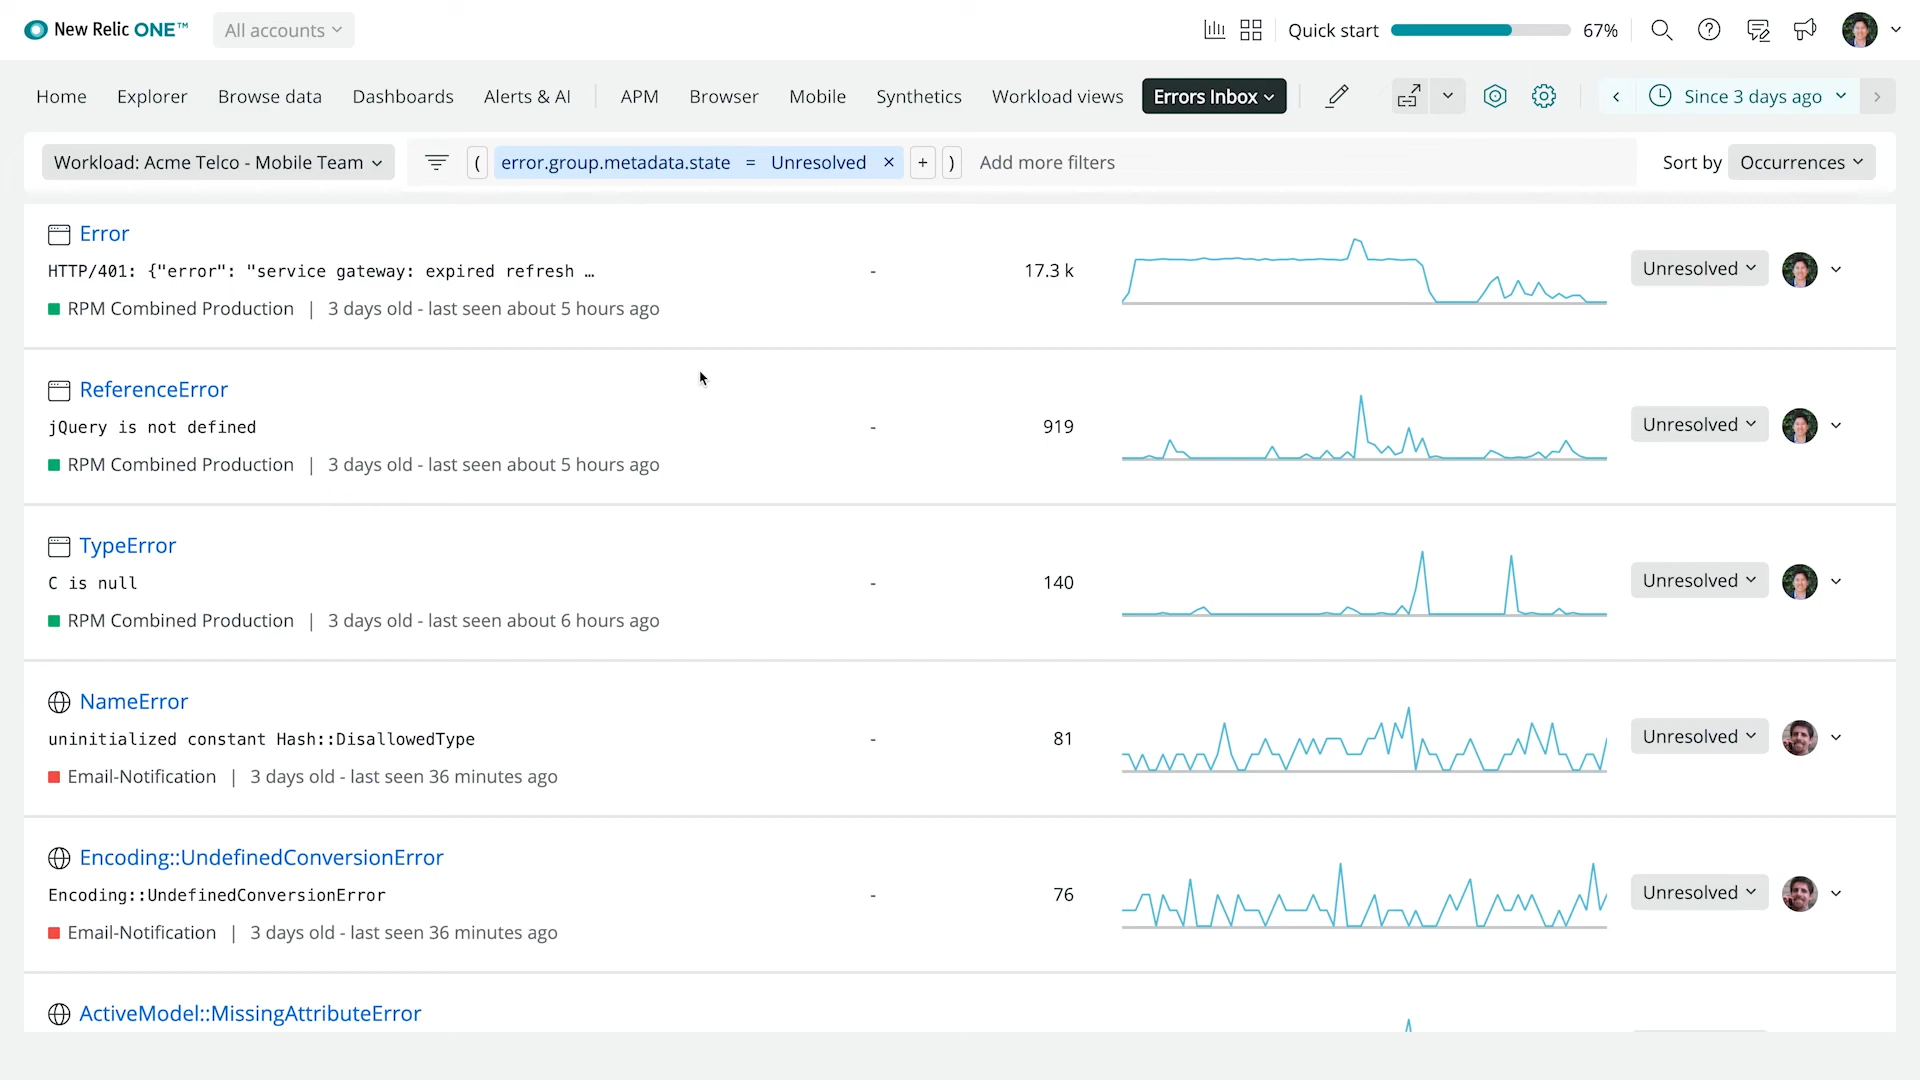 New Relic ONE™ All accounts Quick start 67%
Home Explorer Browse data Dashboards Alerts & AI APM Browser Mobile Synthetics Workload views Errors Inbox Since 3 days ago
Workload: Acme Telco - Mobile Team ( error.group.metadata.state = Unresolved × + ) Add more filters Sort by Occurrences
Error
HTTP/401: {"error": "service gateway: expired refresh … - 17.3 k Unresolved
RPM Combined Production | 3 days old - last seen about 5 hours ago
ReferenceError
jQuery is not defined - 919 Unresolved
RPM Combined Production | 3 days old - last seen about 5 hours ago
TypeError
C is null - 140 Unresolved
RPM Combined Production | 3 days old - last seen about 6 hours ago
NameError
uninitialized constant Hash::DisallowedType - 81 Unresolved
Email-Notification | 3 days old - last seen 36 minutes ago
Encoding::UndefinedConversionError
Encoding::UndefinedConversionError - 76 Unresolved
Email-Notification | 3 days old - last seen 36 minutes ago
ActiveModel::MissingAttributeError